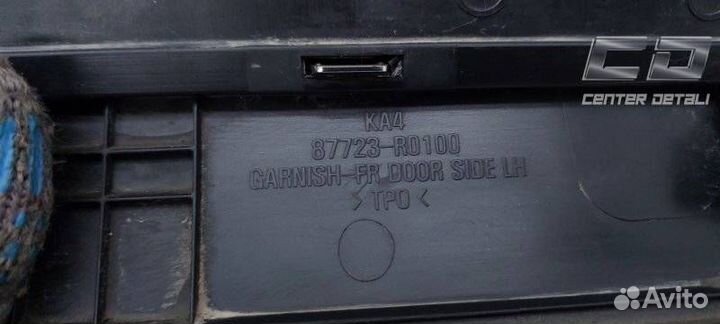 CD
CENTER DETALI
KA4
87723-R0100
GARNISH-FR DOOR SIDE LH
>TPO<
Avito